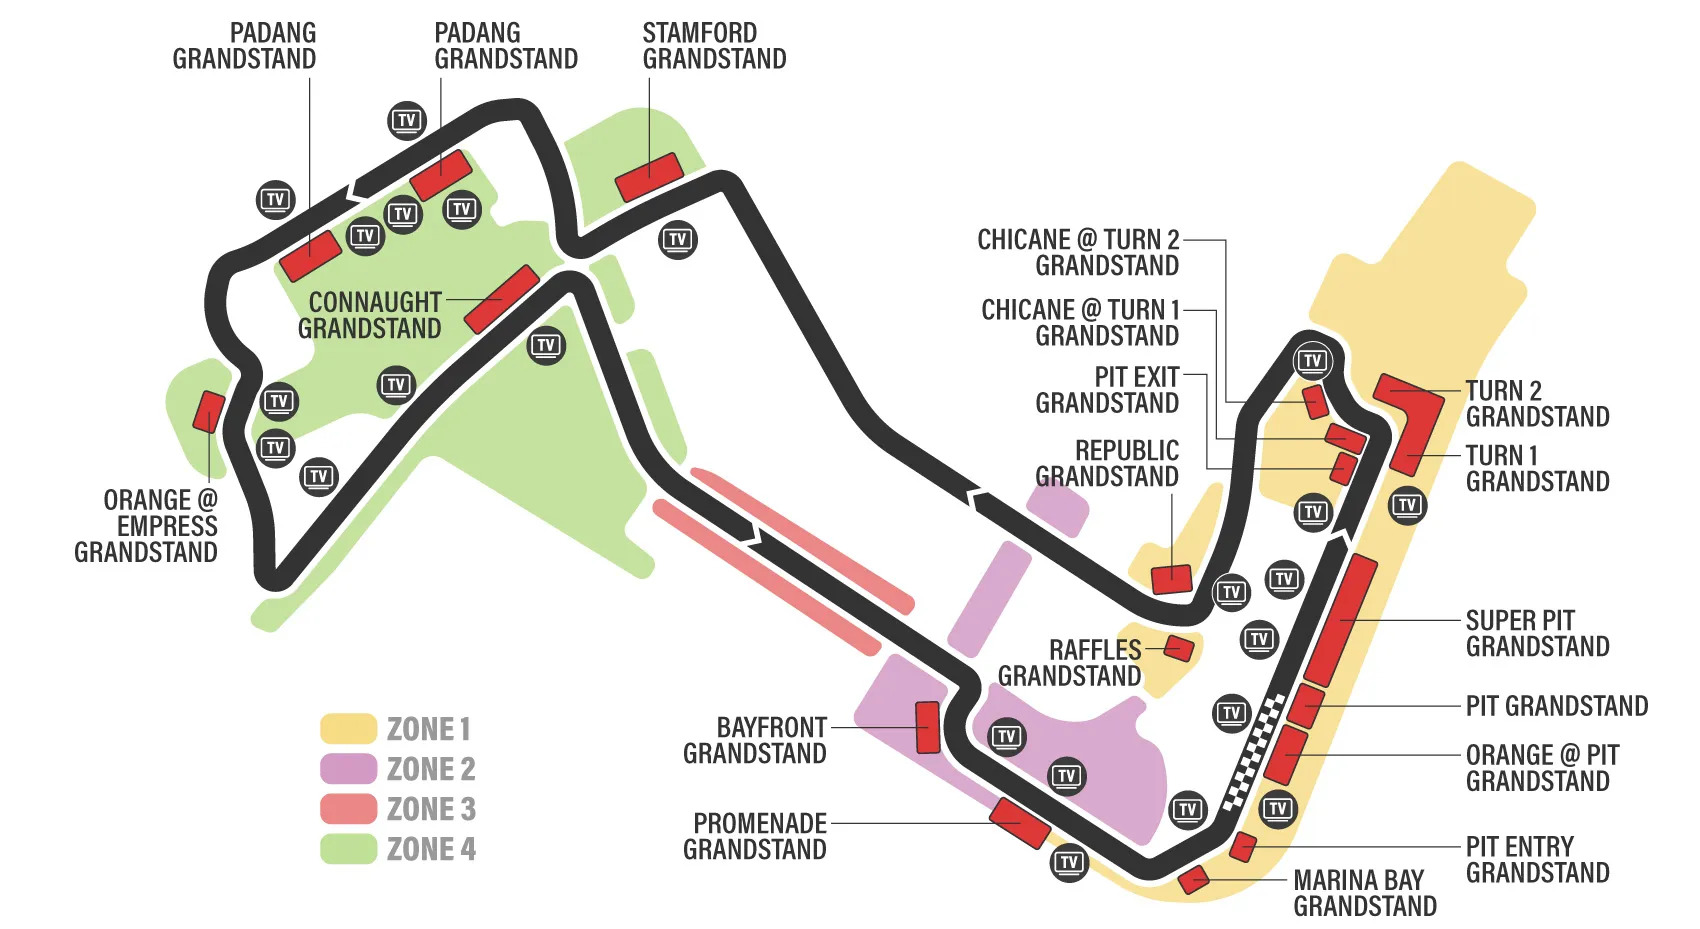 PADANG
GRANDSTAND
PADANG
GRANDSTAND
STAMFORD
GRANDSTAND
TV
TV
TV
TV
TV
TV
CONNAUGHT
GRANDSTAND
TV
TV
TV
TV
TV
ORANGE @
EMPRESS
GRANDSTAND
CHICANE @ TURN 2
GRANDSTAND
CHICANE @ TURN 1
GRANDSTAND
PIT EXIT
GRANDSTAND
REPUBLIC
GRANDSTAND
TV
TURN 2
GRANDSTAND
TURN 1
GRANDSTAND
TV
TV
TV
TV
TV
RAFFLES
GRANDSTAND
SUPER PIT
GRANDSTAND
PIT GRANDSTAND
TV
ORANGE @ PIT
GRANDSTAND
BAYFRONT
GRANDSTAND
TV
TV
TV
TV
PROMENADE
GRANDSTAND
TV
PIT ENTRY
GRANDSTAND
MARINA BAY
GRANDSTAND
ZONE 1
ZONE 2
ZONE 3
ZONE 4